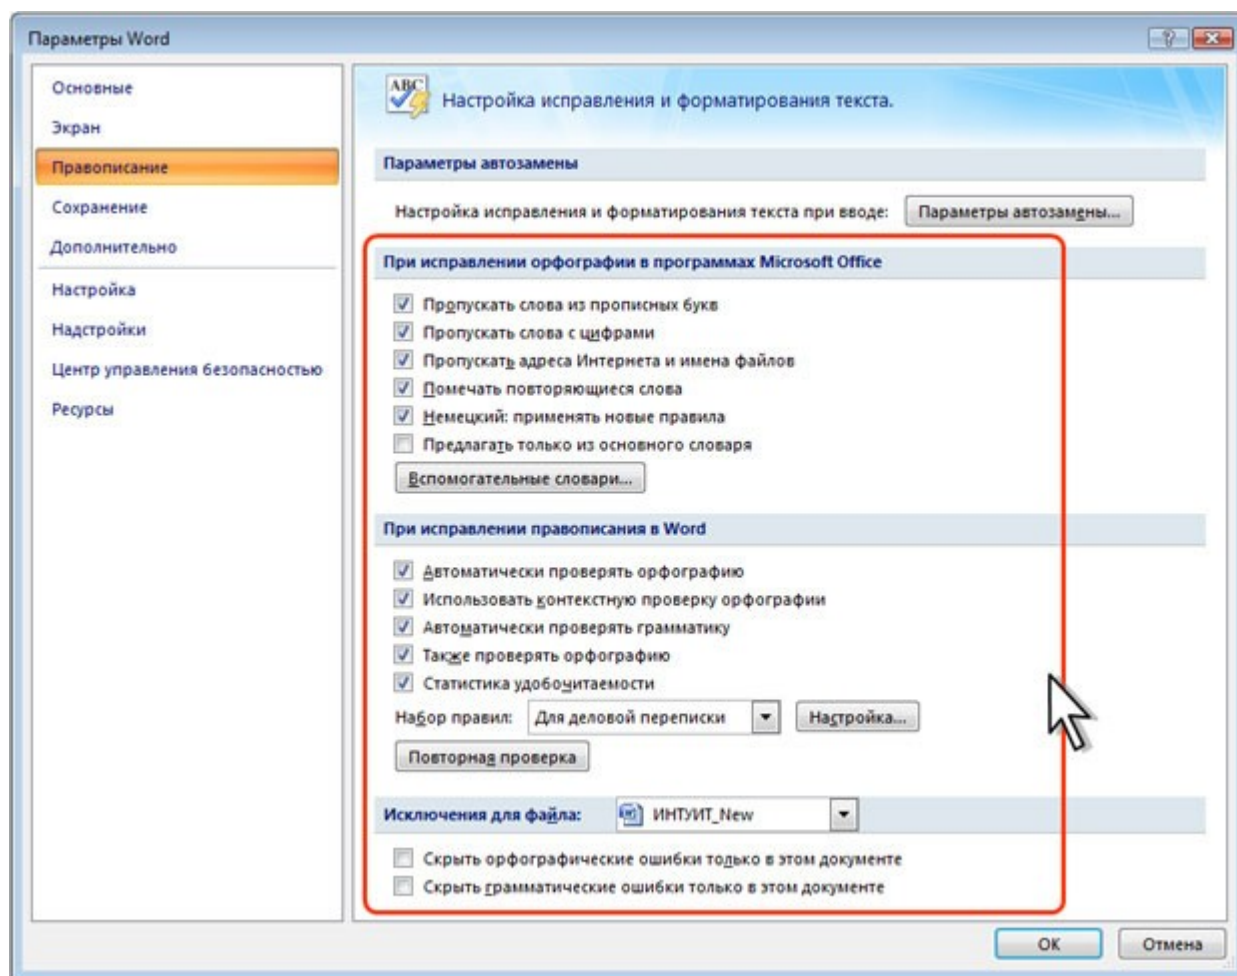 Параметры Word
Основные
Экран
Правописание
Сохранение
Дополнительно
Настройка
Надстройки
Центр управления безопасностью
Ресурсы
ABC
Настройка исправления и форматирования текста.
Параметры автозамены
Настройка исправления и форматирования текста при вводе: Параметры автозамены...
При исправлении орфографии в программах Microsoft Office
Пропускать слова из прописных букв
Пропускать слова с цифрами
Пропускать адреса Интернета и имена файлов
Помечать повторяющиеся слова
Немецкий: применять новые правила
Предлагать только из основного словаря
Вспомогательные словари...
При исправлении правописания в Word
Автоматически проверять орфографию
Использовать контекстную проверку орфографии
Автоматически проверять грамматику
Также проверять орфографию
Статистика удобочитаемости
Набор правил: Для деловой переписки Настройка...
Повторная проверка
Исключения для файла: ИНТУИТ_New
Скрыть орфографические ошибки только в этом документе
Скрыть грамматические ошибки только в этом документе
ОК Отмена